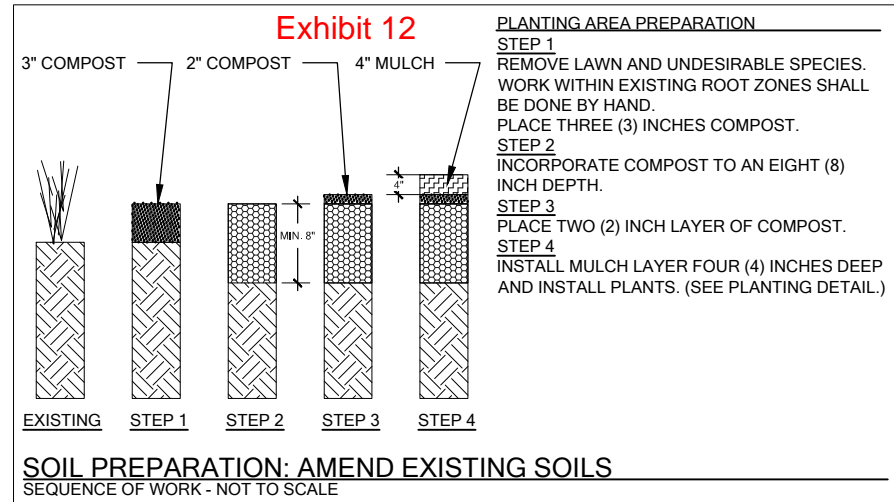 Exhibit 12
3" COMPOST
2" COMPOST
4" MULCH
4"
MIN. 8"
EXISTING
STEP 1
STEP 2
STEP 3
STEP 4
PLANTING AREA PREPARATION
STEP 1
REMOVE LAWN AND UNDESIRABLE SPECIES.
WORK WITHIN EXISTING ROOT ZONES SHALL
BE DONE BY HAND.
PLACE THREE (3) INCHES COMPOST.
STEP 2
INCORPORATE COMPOST TO AN EIGHT (8)
INCH DEPTH.
STEP 3
PLACE TWO (2) INCH LAYER OF COMPOST.
STEP 4
INSTALL MULCH LAYER FOUR (4) INCHES DEEP
AND INSTALL PLANTS. (SEE PLANTING DETAIL.)
SOIL PREPARATION: AMEND EXISTING SOILS
SEQUENCE OF WORK - NOT TO SCALE